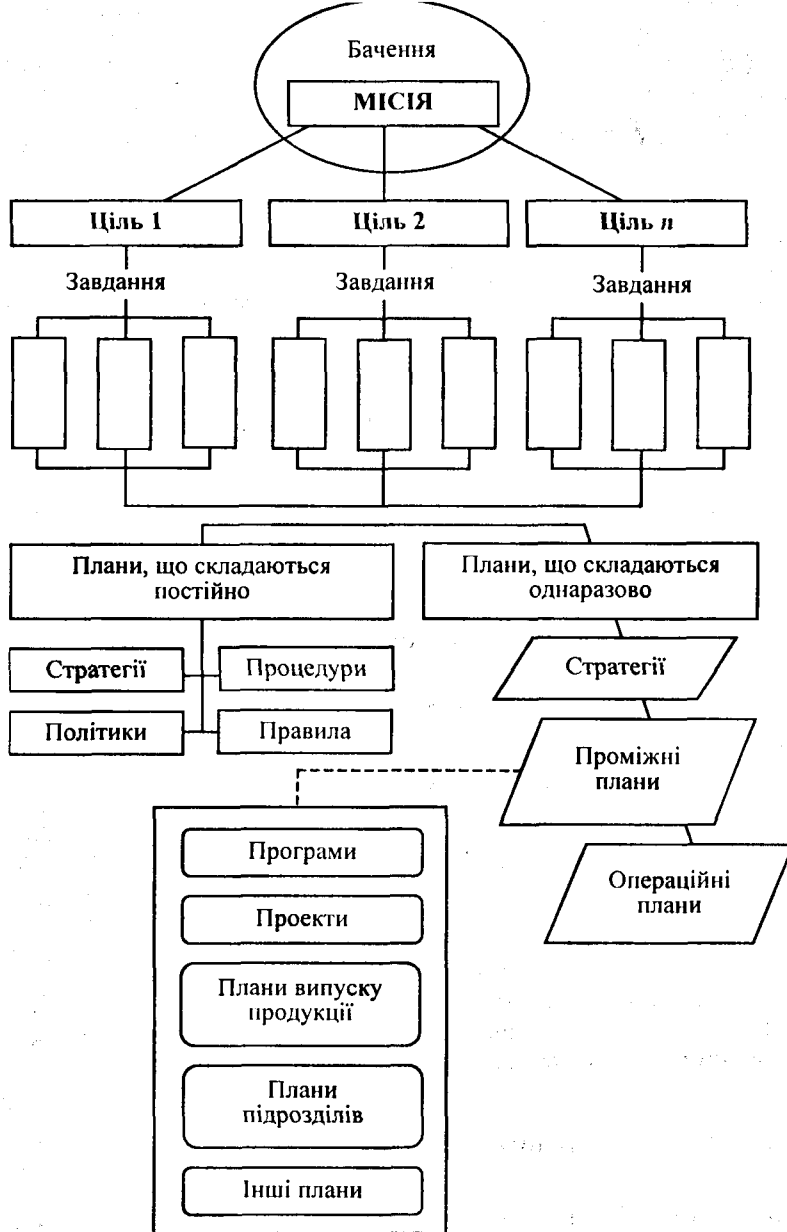 Бачення
МІСІЯ
Ціль 1
Ціль 2
Ціль n
Завдання
Завдання
Завдання
Плани, що складаються
постійно
Плани, що складаються
однаразово
Стратегії
Процедури
Стратегії
Політики
Правила
Проміжні
плани
Програми
Операційні
плани
Проекти
Плани випуску
продукції
Плани
підрозділів
Інші плани